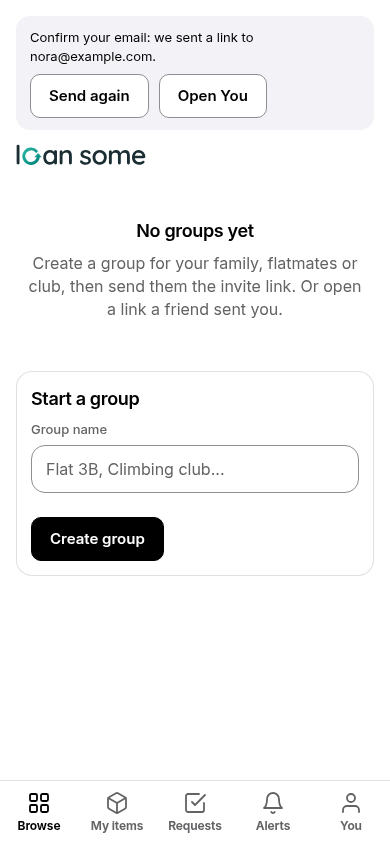 Confirm your email: we sent a link to
nora@example.com.
Send again
Open You
loan some
No groups yet
Create a group for your family, flatmates or
club, then send them the invite link. Or open
a link a friend sent you.
Start a group
Group name
Flat 3B, Climbing club...
Create group
Browse
My items
Requests
Alerts
You